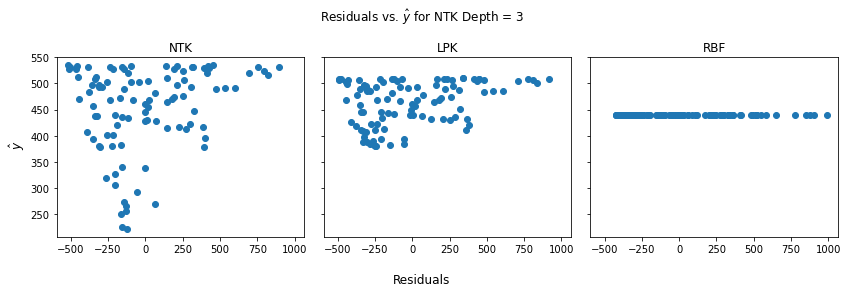 Residuals vs. ŷ for NTK Depth = 3
NTK
LPK
RBF
550
500
450
400
350
300
250
ŷ
−500 −250 0 250 500 750 1000
−500 −250 0 250 500 750 1000
−500 −250 0 250 500 750 1000
Residuals